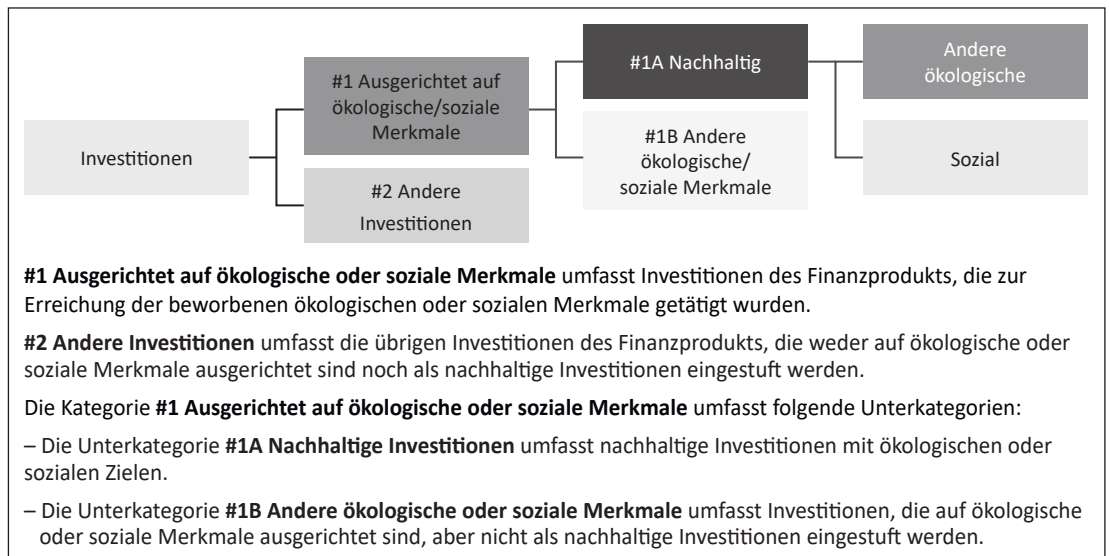 Investitionen
#1 Ausgerichtet auf
ökologische/soziale
Merkmale
#2 Andere
Investitionen
#1A Nachhaltig
#1B Andere
ökologische/
soziale Merkmale
Andere
ökologische
Sozial
#1 Ausgerichtet auf ökologische oder soziale Merkmale umfasst Investitionen des Finanzprodukts, die zur
Erreichung der beworbenen ökologischen oder sozialen Merkmale getätigt wurden.
#2 Andere Investitionen umfasst die übrigen Investitionen des Finanzprodukts, die weder auf ökologische oder
soziale Merkmale ausgerichtet sind noch als nachhaltige Investitionen eingestuft werden.
Die Kategorie #1 Ausgerichtet auf ökologische oder soziale Merkmale umfasst folgende Unterkategorien:
– Die Unterkategorie #1A Nachhaltige Investitionen umfasst nachhaltige Investitionen mit ökologischen oder
sozialen Zielen.
– Die Unterkategorie #1B Andere ökologische oder soziale Merkmale umfasst Investitionen, die auf ökologische
oder soziale Merkmale ausgerichtet sind, aber nicht als nachhaltige Investitionen eingestuft werden.